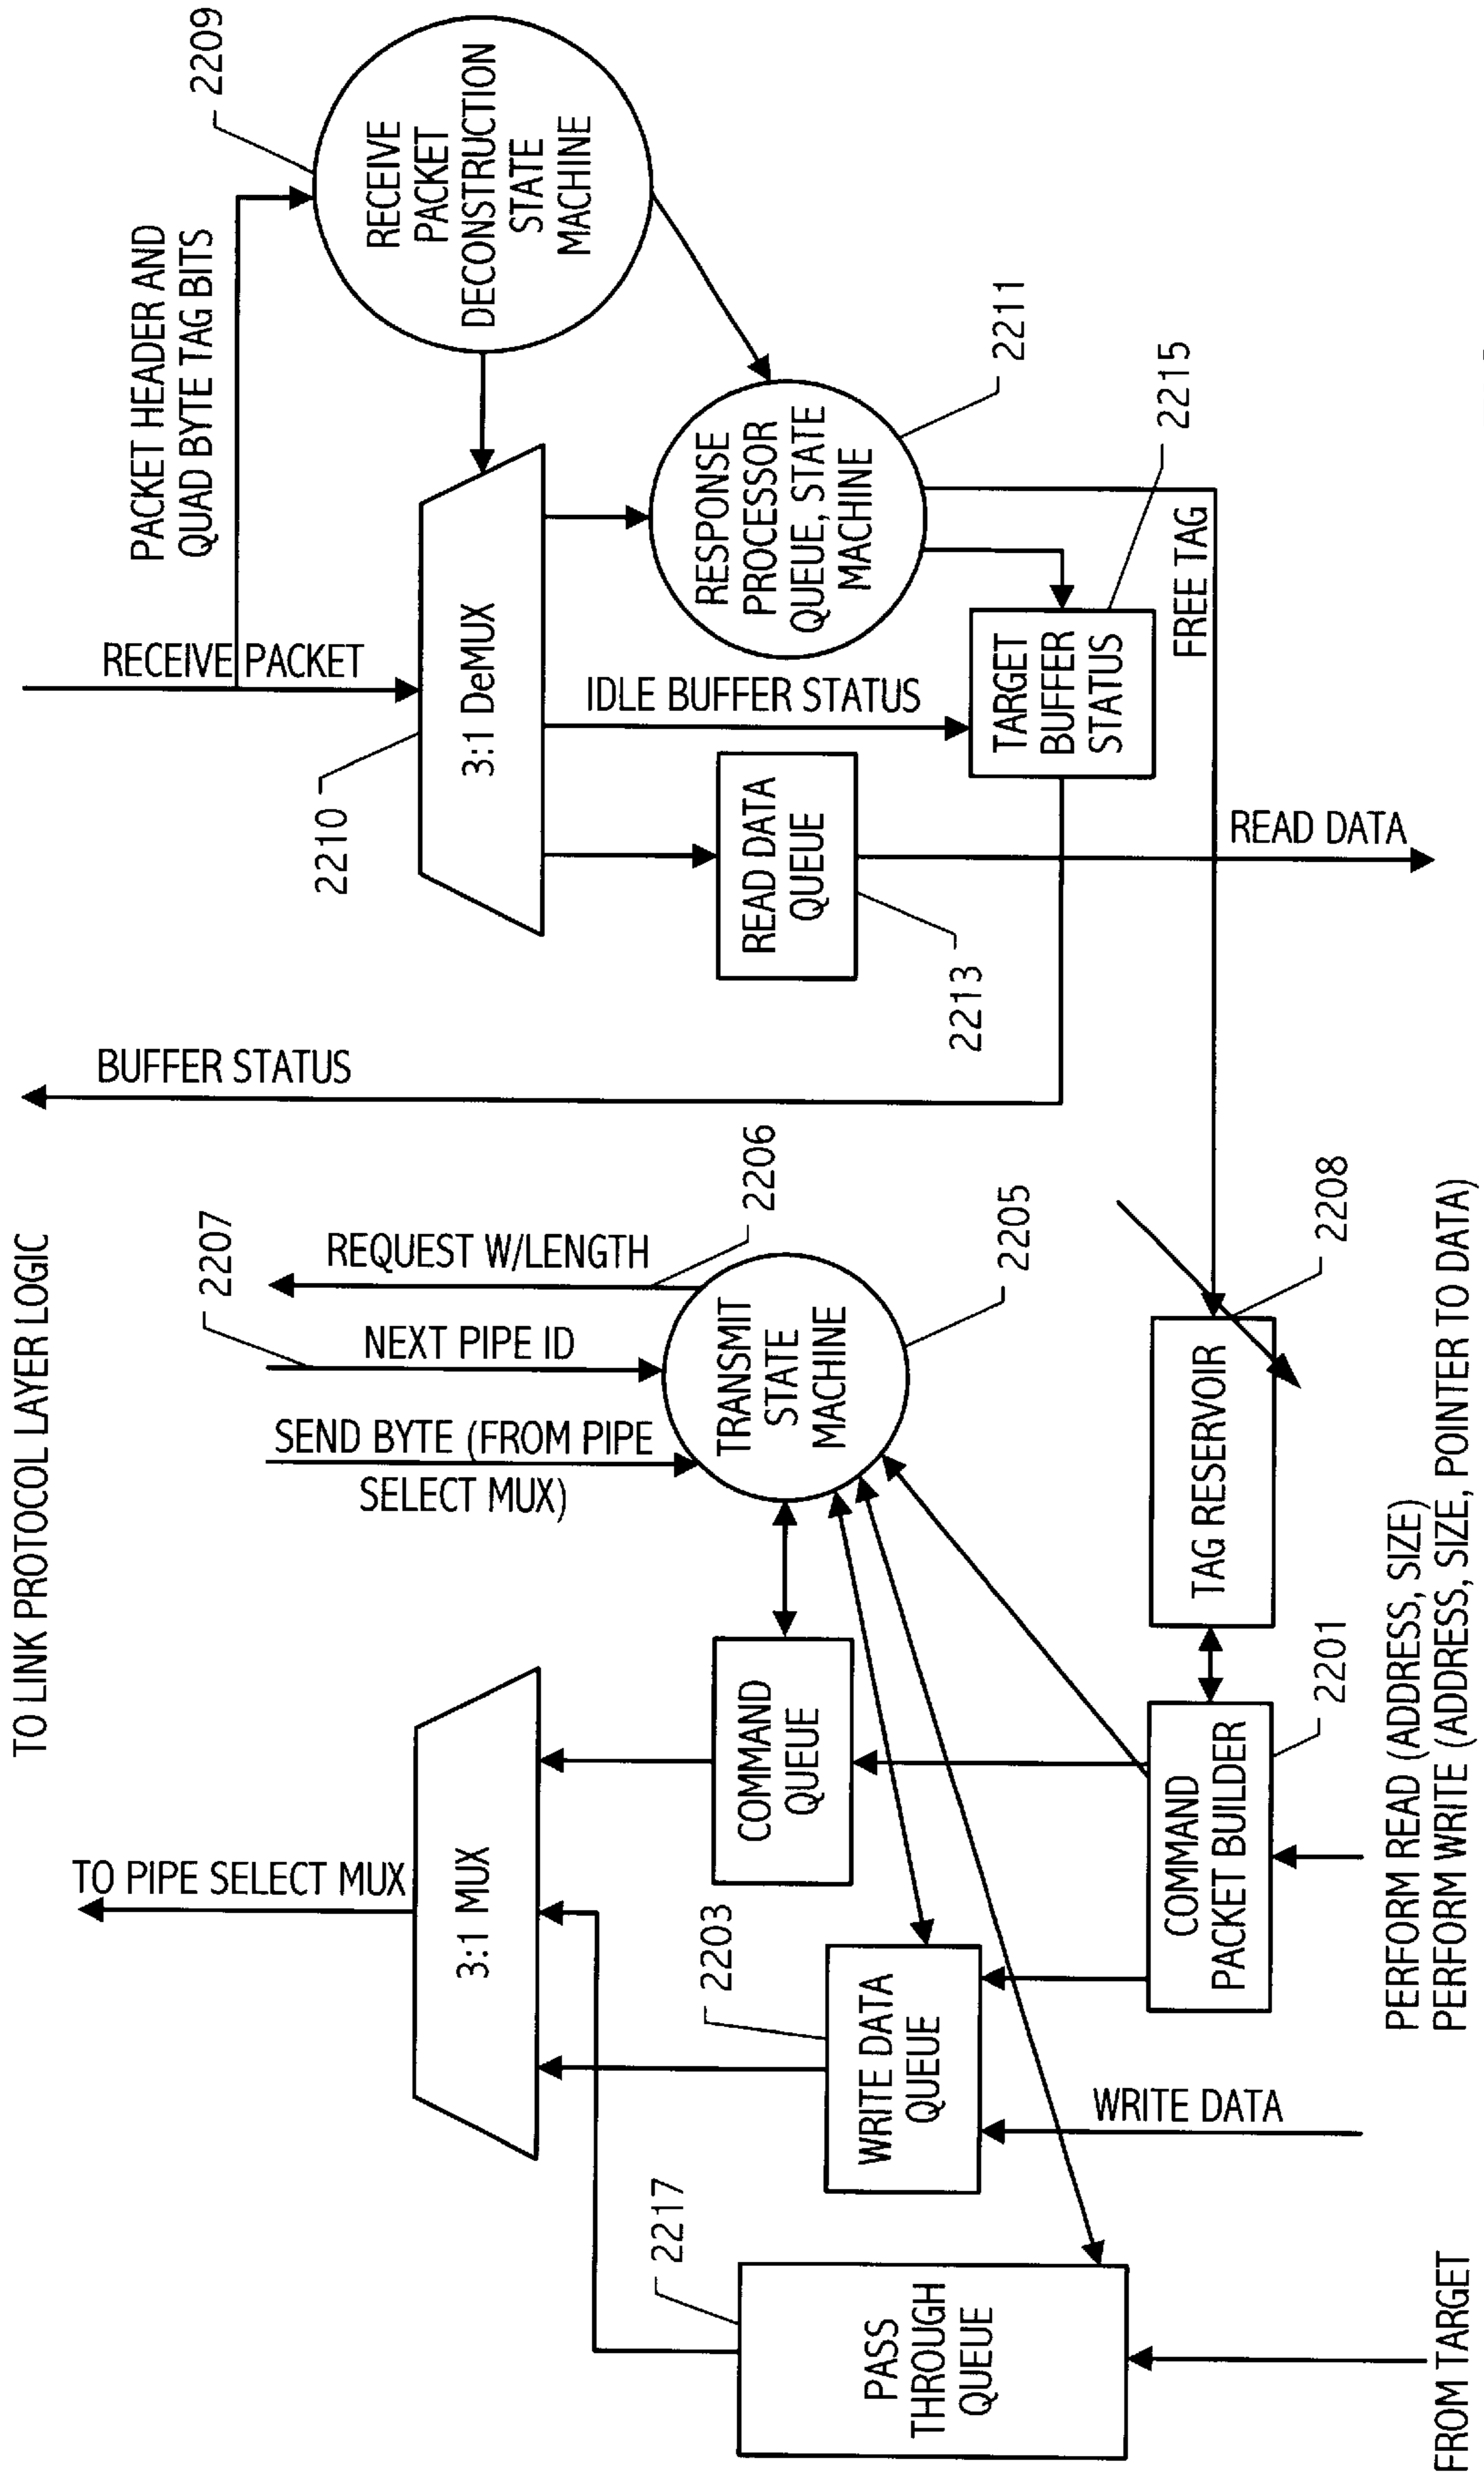 TO LINK PROTOCOL LAYER LOGIC
TO PIPE SELECT MUX
3:1 MUX
2217
PASS
THROUGH
QUEUE
FROM TARGET
2203
WRITE DATA
QUEUE
WRITE DATA
COMMAND
QUEUE
COMMAND
PACKET BUILDER
2201
PERFORM READ (ADDRESS, SIZE)
PERFORM WRITE (ADDRESS, SIZE, POINTER TO DATA)
TAG RESERVOIR
2208
SEND BYTE (FROM PIPE
SELECT MUX)
NEXT PIPE ID
2207
REQUEST W/LENGTH
2206
TRANSMIT
STATE
MACHINE
2205
BUFFER STATUS
RECEIVE PACKET
PACKET HEADER AND
QUAD BYTE TAG BITS
2209
RECEIVE
PACKET
DECONSTRUCTION
STATE
MACHINE
2210
3:1 DeMUX
READ DATA
QUEUE
2213
IDLE BUFFER STATUS
RESPONSE
PROCESSOR
QUEUE, STATE
MACHINE
2211
TARGET
BUFFER
STATUS
2215
FREE TAG
READ DATA